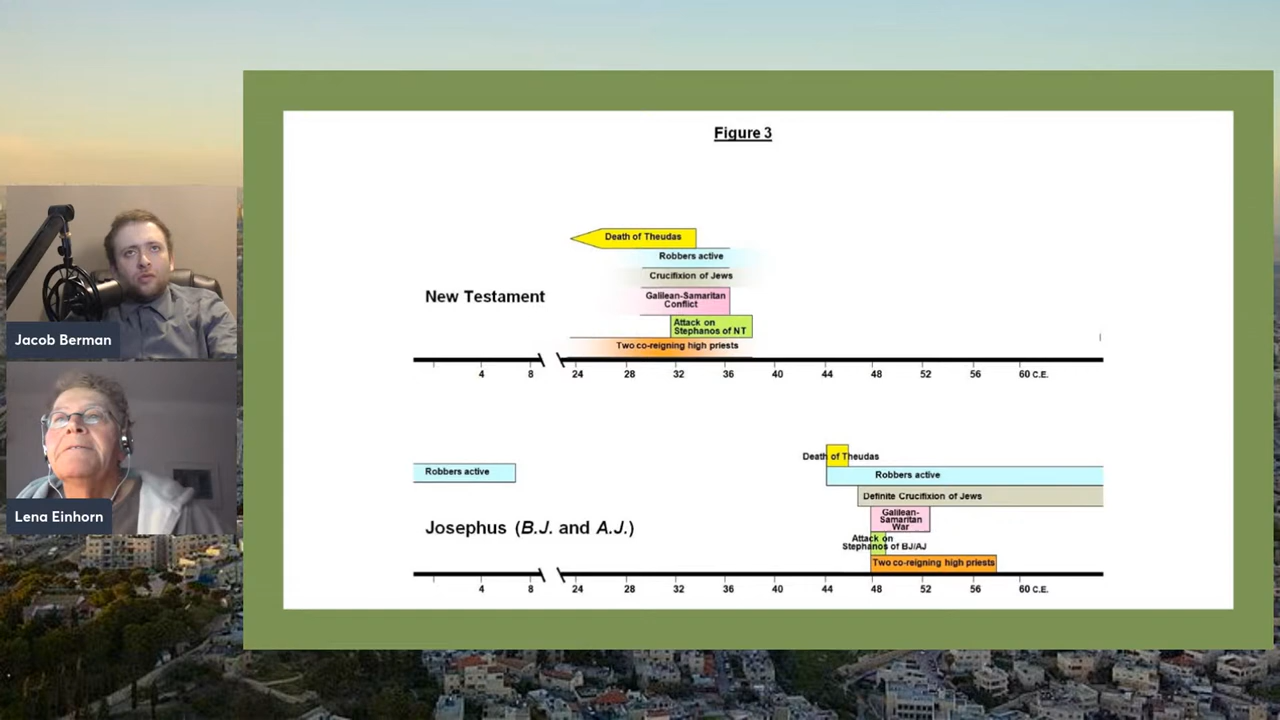 Figure 3
Death of Theudas
Robbers active
Crucifixion of Jews
New Testament
Galilean-Samaritan
Conflict
Attack on
Stephanos of NT
Two co-reigning high priests
4 8 24 28 32 36 40 44 48 52 56 60 C.E.
Jacob Berman
Death of Theudas
Robbers active
Robbers active
Definite Crucifixion of Jews
Galilean-
Samaritan
War
Josephus (B.J. and A.J.)
Attack on
Stephanos of BJ/AJ
Two co-reigning high priests
4 8 24 28 32 36 40 44 48 52 56 60 C.E.
Lena Einhorn